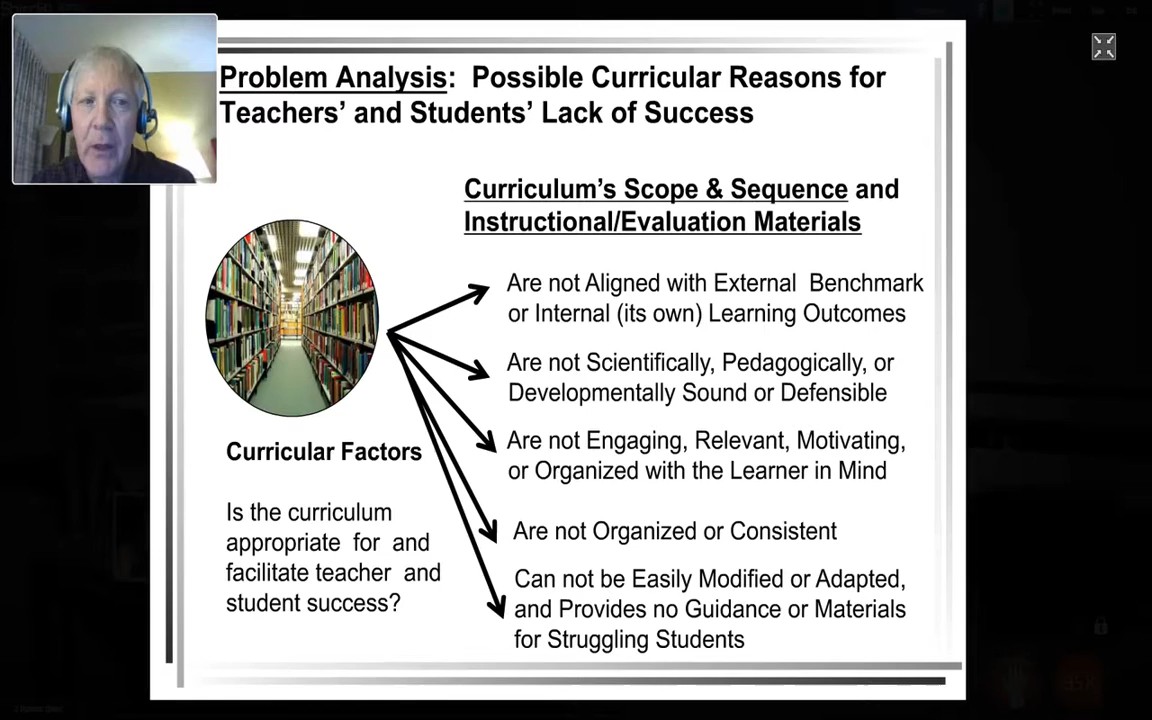 Problem Analysis: Possible Curricular Reasons for
Teachers’ and Students’ Lack of Success
Curriculum’s Scope & Sequence and
Instructional/Evaluation Materials
Are not Aligned with External Benchmark
or Internal (its own) Learning Outcomes
Are not Scientifically, Pedagogically, or
Developmentally Sound or Defensible
Are not Engaging, Relevant, Motivating,
or Organized with the Learner in Mind
Are not Organized or Consistent
Can not be Easily Modified or Adapted,
and Provides no Guidance or Materials
for Struggling Students
Curricular Factors
Is the curriculum
appropriate for and
facilitate teacher and
student success?